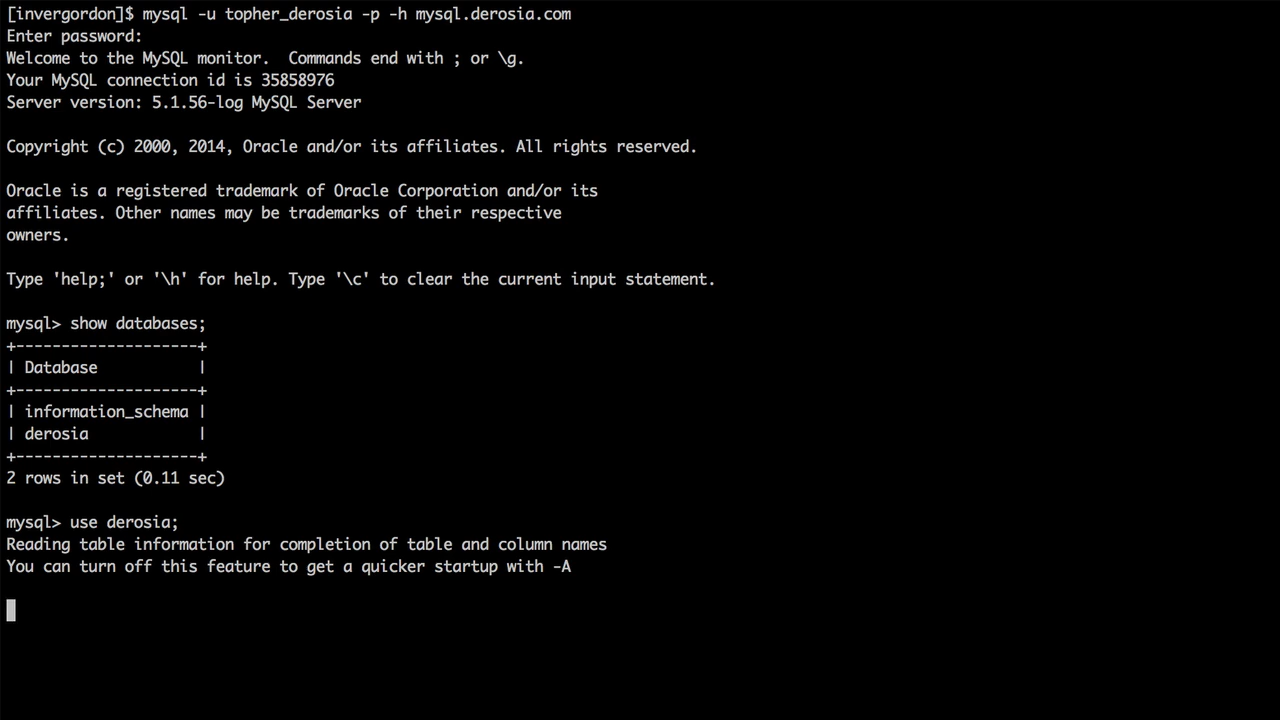 [invergordon]$ mysql -u topher_derosia -p -h mysql.derosia.com
Enter password:
Welcome to the MySQL monitor.  Commands end with ; or \g.
Your MySQL connection id is 35858976
Server version: 5.1.56-log MySQL Server
Copyright (c) 2000, 2014, Oracle and/or its affiliates. All rights reserved.
Oracle is a registered trademark of Oracle Corporation and/or its
affiliates. Other names may be trademarks of their respective
owners.
Type 'help;' or '\h' for help. Type '\c' to clear the current input statement.
mysql> show databases;
+--------------------+
| Database           |
+--------------------+
| information_schema |
| derosia            |
+--------------------+
2 rows in set (0.11 sec)
mysql> use derosia;
Reading table information for completion of table and column names
You can turn off this feature to get a quicker startup with -A